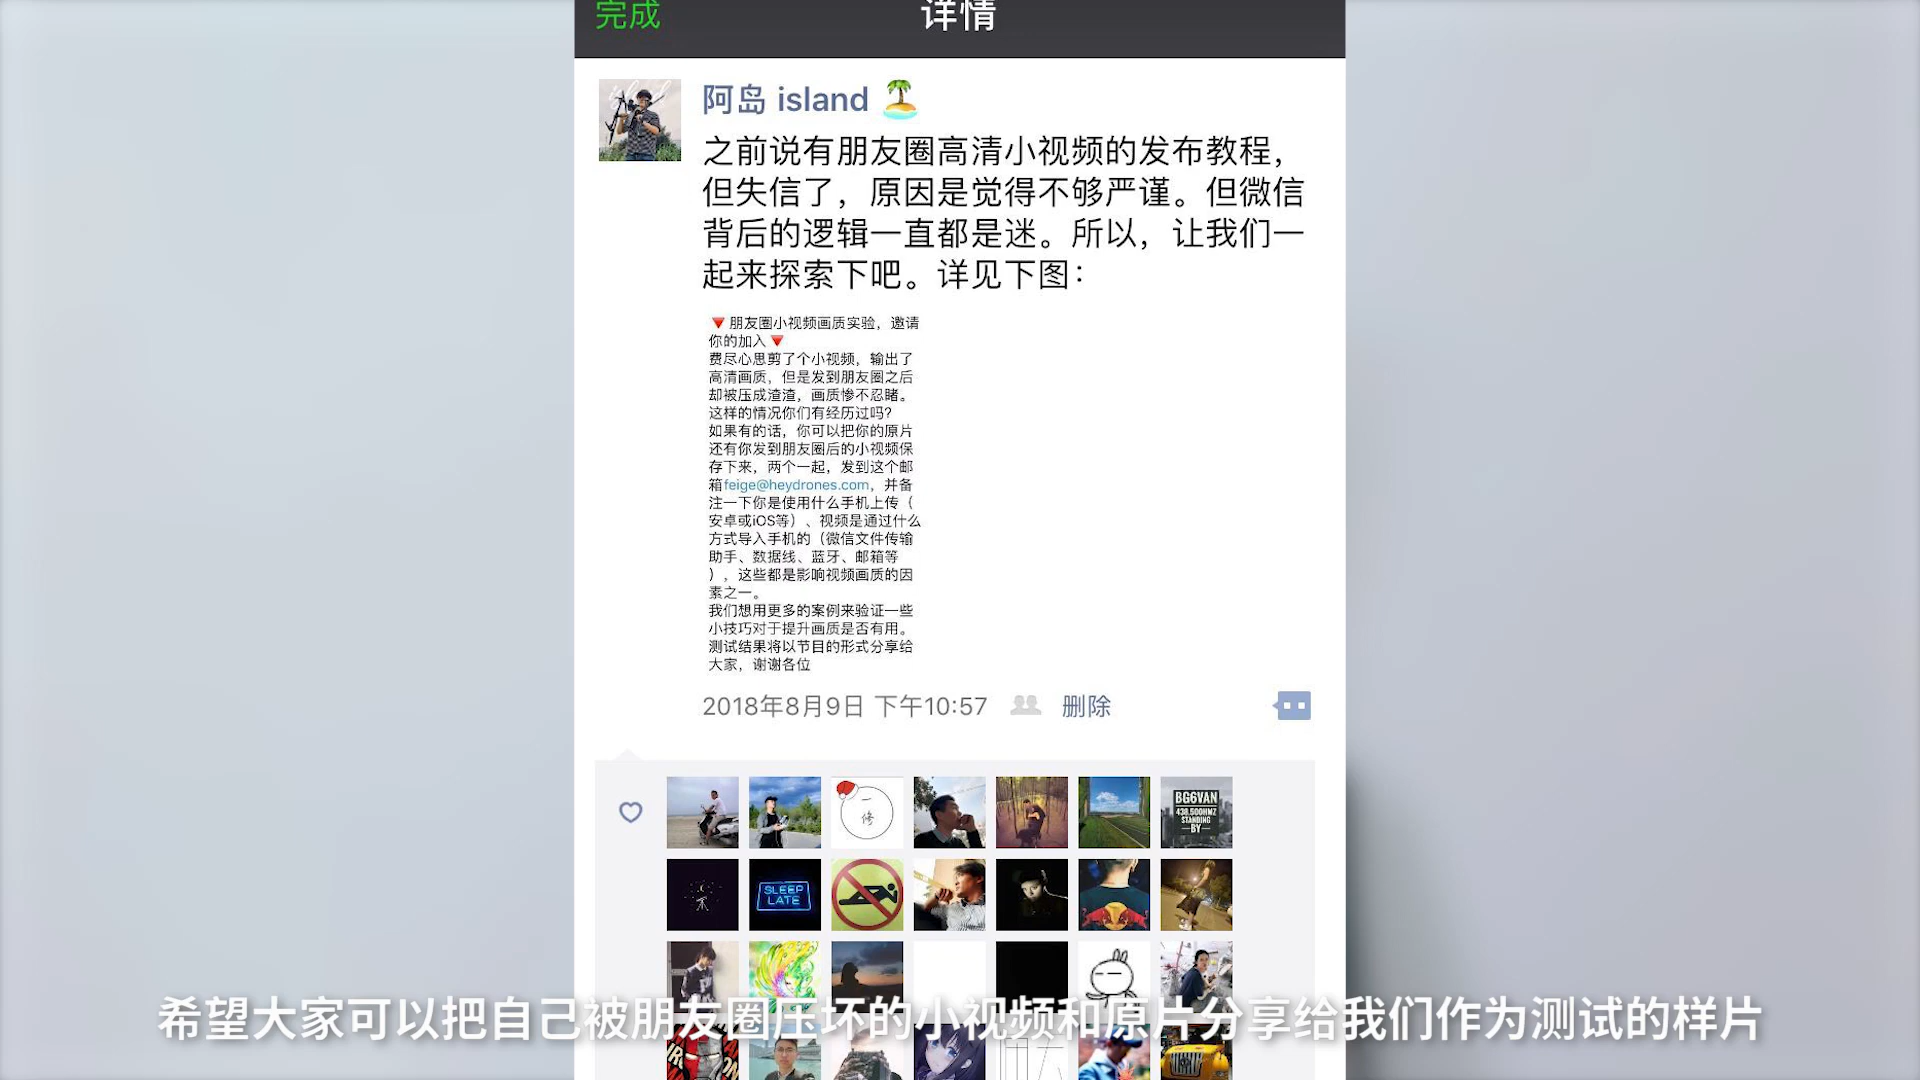 完成
详情
阿岛 island
之前说有朋友圈高清小视频的发布教程，
但失信了，原因是觉得不够严谨。但微信
背后的逻辑一直都是迷。所以，让我们一
起来探索下吧。详见下图：
🔻朋友圈小视频画质实验，邀请
你的加入🔻
费尽心思剪了个小视频，输出了
高清画质，但是发到朋友圈之后
却被压成渣渣，画质惨不忍睹。
这样的情况你们有经历过吗？
如果有的话，你可以把你的原片
还有你发到朋友圈后的小视频保
存下来，两个一起，发到这个邮
箱feige@heydrones.com，并备
注一下你是使用什么手机上传（
安卓或iOS等）、视频是通过什么
方式导入手机的（微信文件传输
助手、数据线、蓝牙、邮箱等
），这些都是影响视频画质的因
素之一。
我们想用更多的案例来验证一些
小技巧对于提升画质是否有用。
测试结果将以节目的形式分享给
大家，谢谢各位
2018年8月9日 下午10:57
删除
一修
BG6VAN
438.500HMZ
STANDING
BY
SLEEP
LATE
希望大家可以把自己被朋友圈压坏的小视频和原片分享给我们作为测试的样片